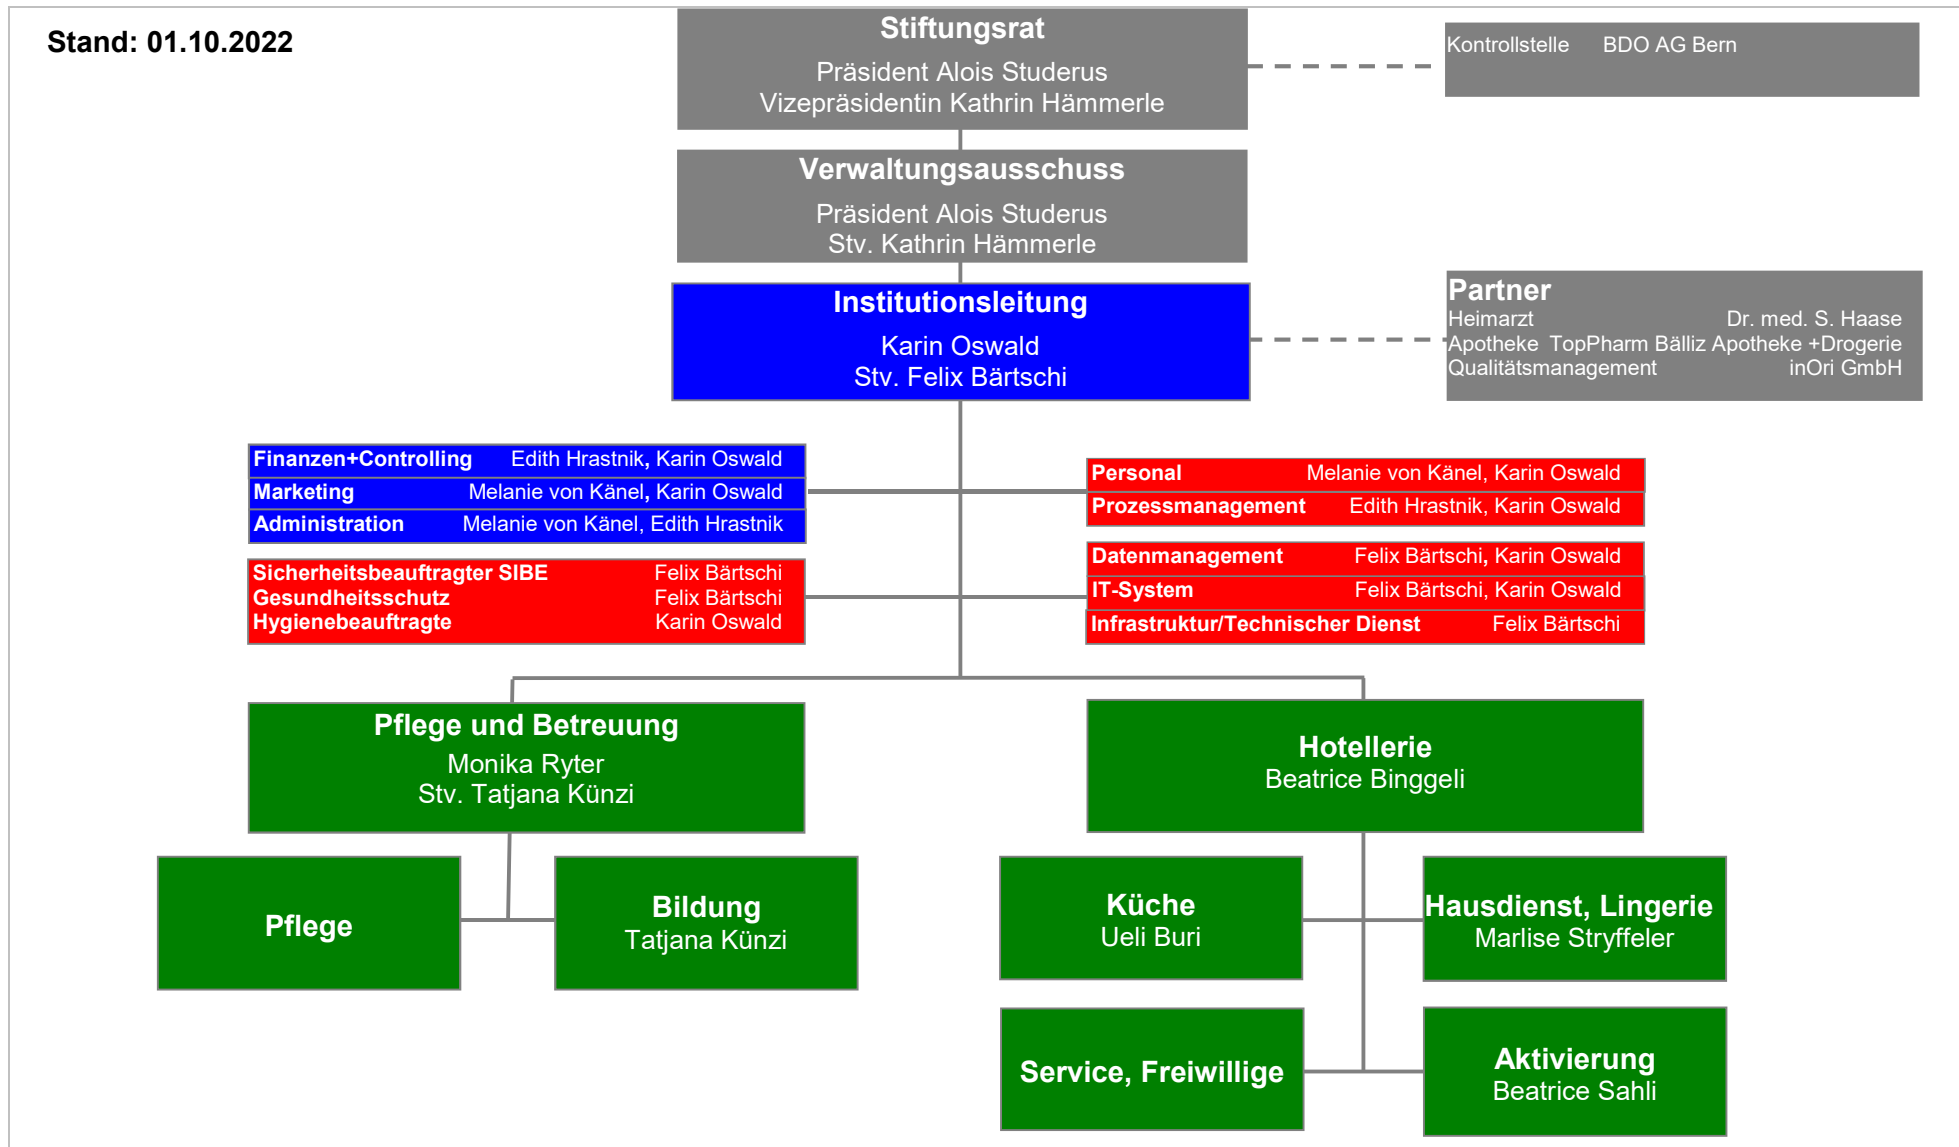 Stand: 01.10.2022
Stiftungsrat
Präsident Alois Studerus
Vizepräsidentin Kathrin Hämmerle
Kontrollstelle BDO AG Bern
Verwaltungsausschuss
Präsident Alois Studerus
Stv. Kathrin Hämmerle
Institutionsleitung
Karin Oswald
Stv. Felix Bärtschi
Partner
Heimarzt Dr. med. S. Haase
Apotheke TopPharm Bälliz Apotheke +Drogerie
Qualitätsmanagement inOri GmbH
Finanzen+Controlling Edith Hrastnik, Karin Oswald
Marketing Melanie von Känel, Karin Oswald
Administration Melanie von Känel, Edith Hrastnik
Personal Melanie von Känel, Karin Oswald
Prozessmanagement Edith Hrastnik, Karin Oswald
Sicherheitsbeauftragter SIBE Felix Bärtschi
Gesundheitsschutz Felix Bärtschi
Hygienebeauftragte Karin Oswald
Datenmanagement Felix Bärtschi, Karin Oswald
IT-System Felix Bärtschi, Karin Oswald
Infrastruktur/Technischer Dienst Felix Bärtschi
Pflege und Betreuung
Monika Ryter
Stv. Tatjana Künzi
Hotellerie
Beatrice Binggeli
Pflege
Bildung
Tatjana Künzi
Küche
Ueli Buri
Hausdienst, Lingerie
Marlise Stryffeler
Service, Freiwillige
Aktivierung
Beatrice Sahli